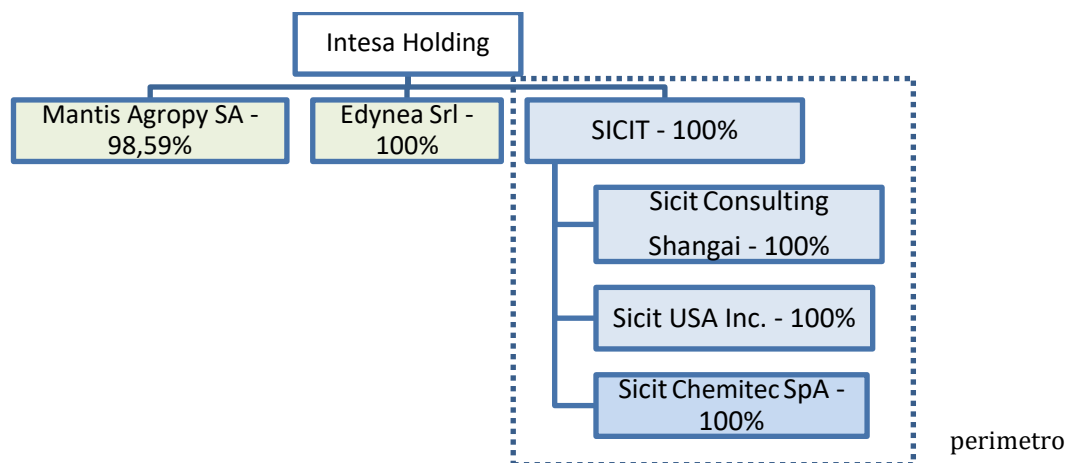 Intesa Holding
Mantis Agropy SA -
98,59%
Edynea Srl -
100%
SICIT - 100%
Sicit Consulting
Shangai - 100%
Sicit USA Inc. - 100%
Sicit Chemitec SpA -
100%
perimetro